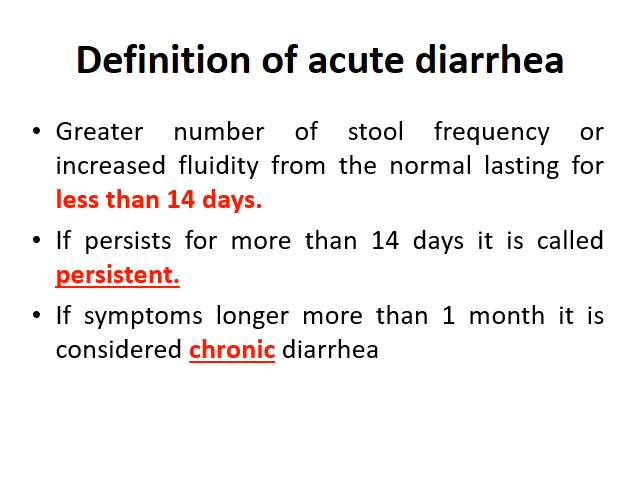 Definition of acute diarrhea
• Greater number of stool frequency or
increased fluidity from the normal lasting for
less than 14 days.
• If persists for more than 14 days it is called
persistent.
• If symptoms longer more than 1 month it is
considered chronic diarrhea